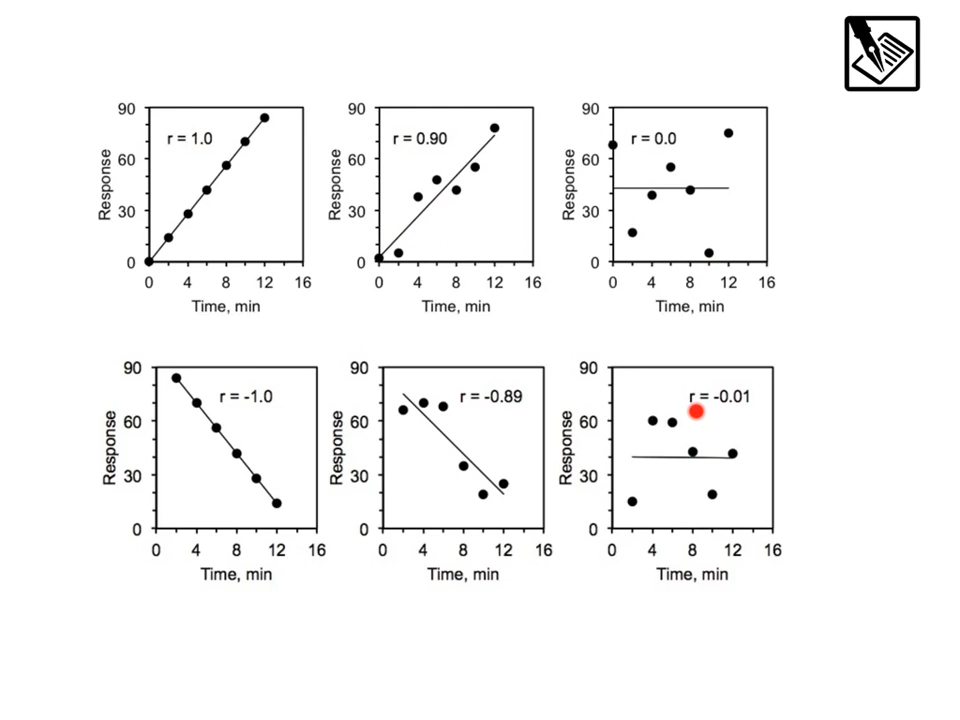 90
60
30
0
Response
r = 1.0
0 4 8 12 16
Time, min
90
60
30
0
Response
r = 0.90
0 4 8 12 16
Time, min
90
60
30
0
Response
r = 0.0
0 4 8 12 16
Time, min
90
60
30
0
Response
r = -1.0
0 4 8 12 16
Time, min
90
60
30
0
Response
r = -0.89
0 4 8 12 16
Time, min
90
60
30
0
Response
r = -0.01
0 4 8 12 16
Time, min